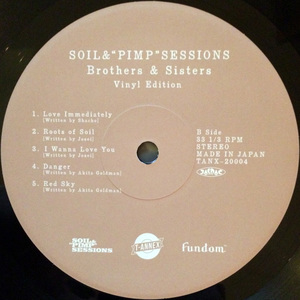 SOIL&"PIMP"SESSIONS
Brothers & Sisters
Vinyl Edition
1. Love Immediately
[Written by Shacho]
2. Roots of Soil
[Written by Josei]
3. I Wanna Love You
[Written by Josei]
4. Danger
[Written by Akita Goldman]
5. Red Sky
[Written by Akita Goldman]
B Side
33 1/3 RPM
STEREO
MADE IN JAPAN
TANX-20004
SOIL&
"PIMP"
SESSIONS
T-ANNEX
fundom